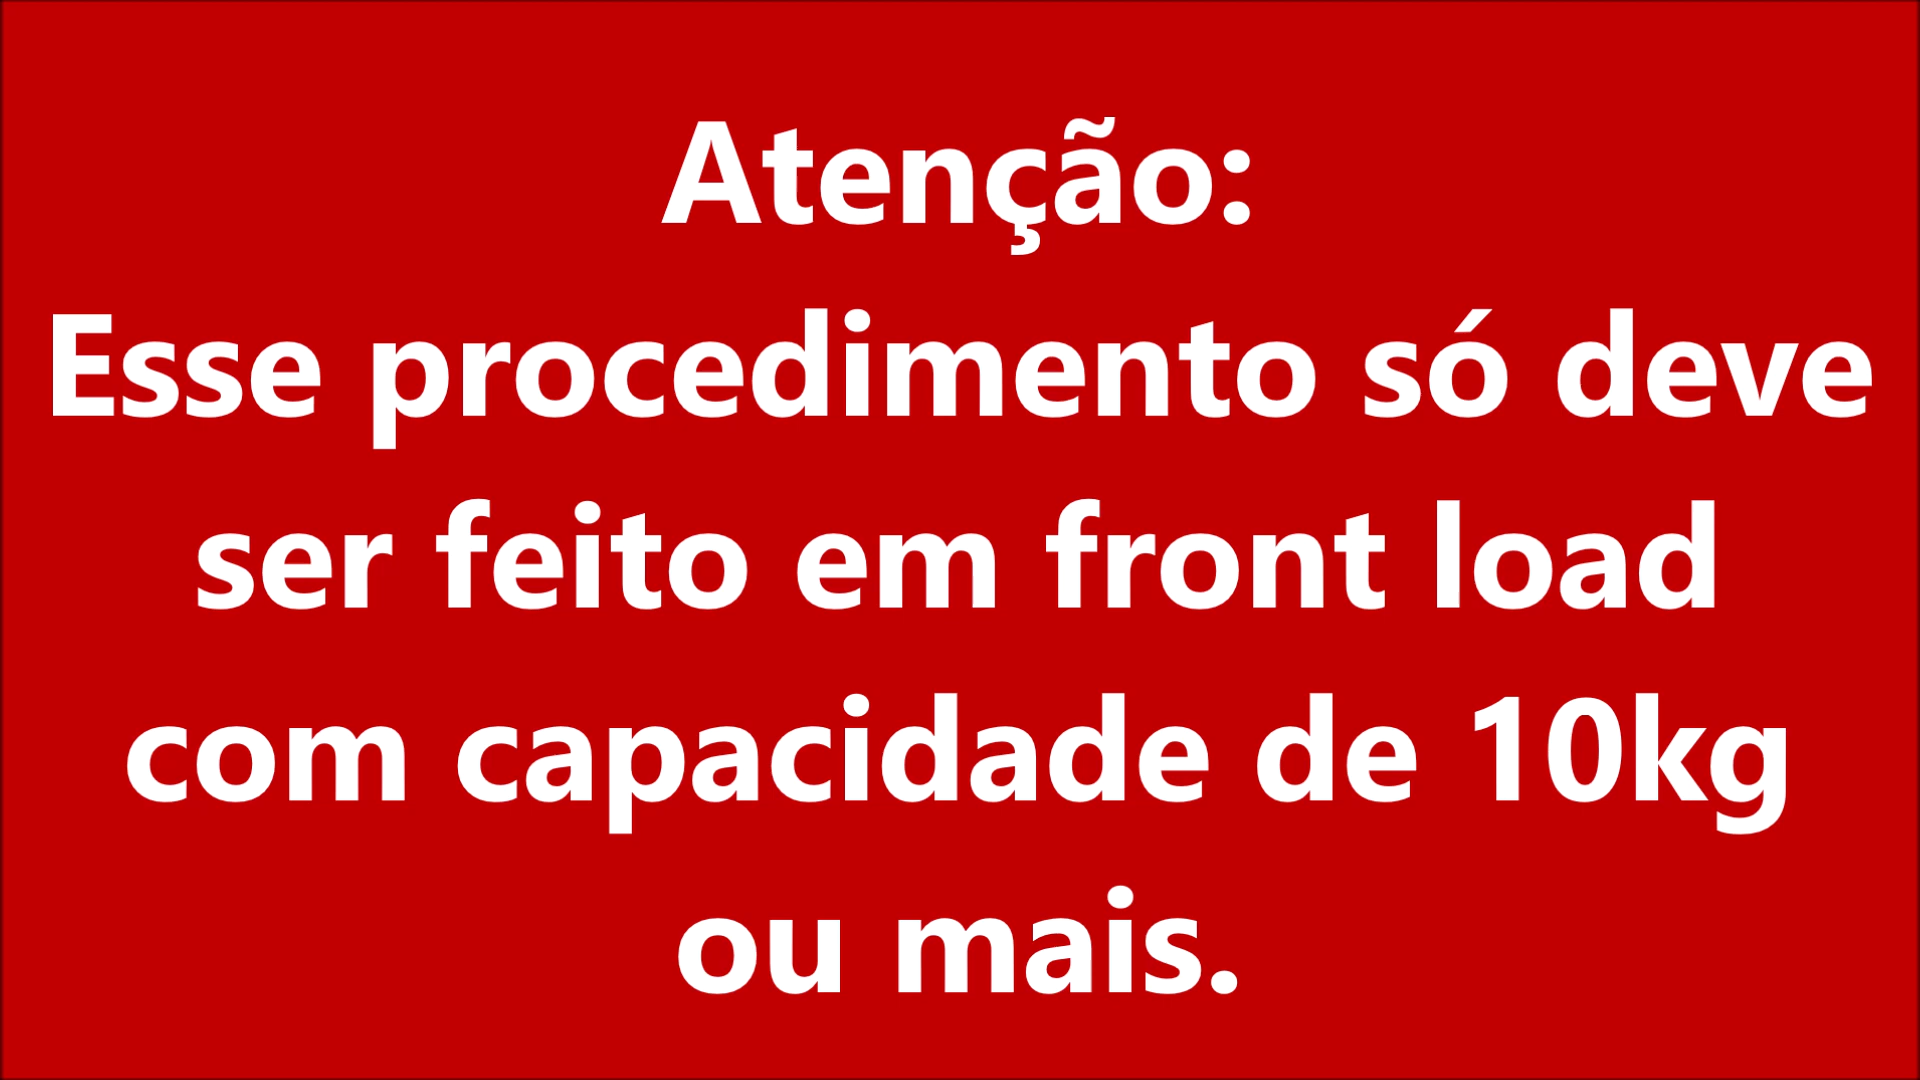 Atenção:
Esse procedimento só deve
ser feito em front load
com capacidade de 10kg
ou mais.